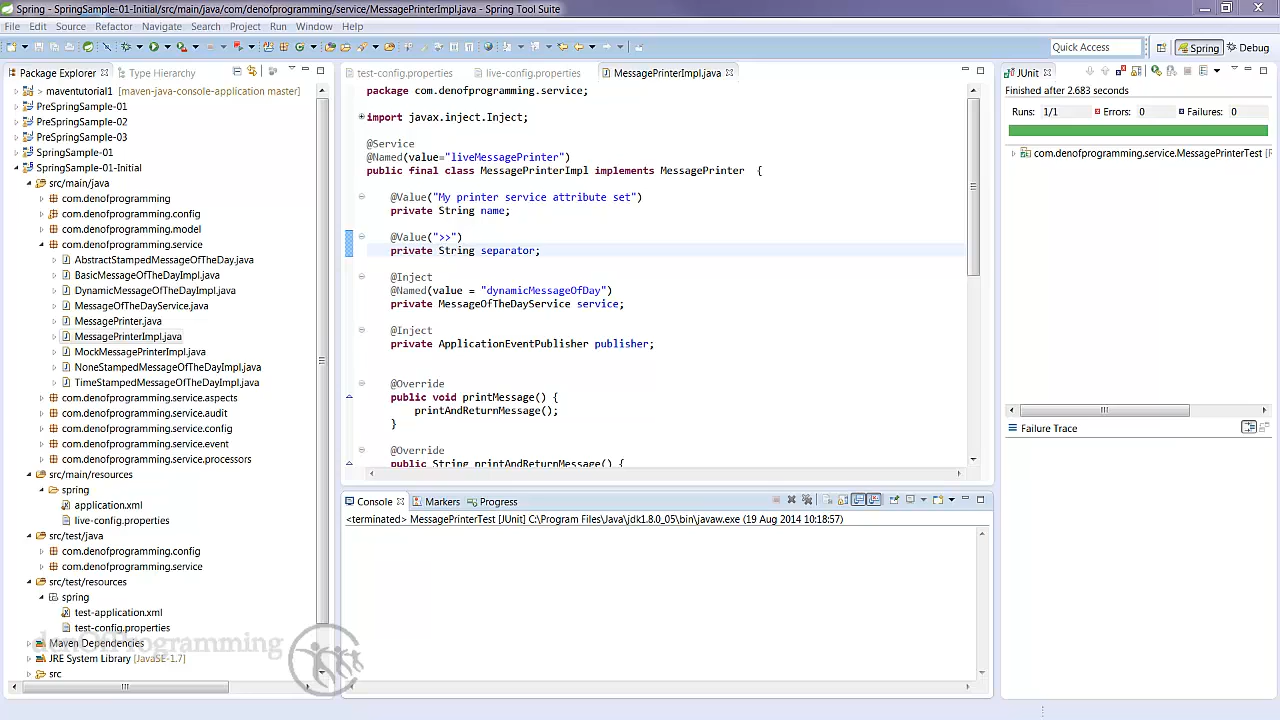 Spring - SpringSample-01-Initial/src/main/java/com/denofprogramming/service/MessagePrinterImpl.java - Spring Tool Suite
File Edit Source Refactor Navigate Search Project Run Window Help
Quick Access
Spring
Debug
Package Explorer
Type Hierarchy
> maventutorial1 [maven-java-console-application master]
PreSpringSample-01
PreSpringSample-02
PreSpringSample-03
SpringSample-01
SpringSample-01-Initial
src/main/java
com.denofprogramming
com.denofprogramming.config
com.denofprogramming.model
com.denofprogramming.service
AbstractStampedMessageOfTheDay.java
BasicMessageOfTheDayImpl.java
DynamicMessageOfTheDayImpl.java
MessageOfTheDayService.java
MessagePrinter.java
MessagePrinterImpl.java
MockMessagePrinterImpl.java
NoneStampedMessageOfTheDayImpl.java
TimeStampedMessageOfTheDayImpl.java
com.denofprogramming.service.aspects
com.denofprogramming.service.audit
com.denofprogramming.service.config
com.denofprogramming.service.event
com.denofprogramming.service.processors
src/main/resources
spring
application.xml
live-config.properties
src/test/java
com.denofprogramming.config
com.denofprogramming.service
src/test/resources
spring
test-application.xml
test-config.properties
Maven Dependencies
JRE System Library [JavaSE-1.7]
src
denOfProgramming
test-config.properties
live-config.properties
MessagePrinterImpl.java
package com.denofprogramming.service;
import javax.inject.Inject;
@Service
@Named(value="liveMessagePrinter")
public final class MessagePrinterImpl implements MessagePrinter {
@Value("My printer service attribute set")
private String name;
@Value(">>")
private String separator;
@Inject
@Named(value = "dynamicMessageOfDay")
private MessageOfTheDayService service;
@Inject
private ApplicationEventPublisher publisher;
@Override
public void printMessage() {
printAndReturnMessage();
}
@Override
public String printAndReturnMessage() {
Console
Markers
Progress
<terminated> MessagePrinterTest [JUnit] C:\Program Files\Java\jdk1.8.0_05\bin\javaw.exe (19 Aug 2014 10:18:57)
JUnit
Finished after 2.683 seconds
Runs: 1/1
Errors: 0
Failures: 0
com.denofprogramming.service.MessagePrinterTest [R
Failure Trace